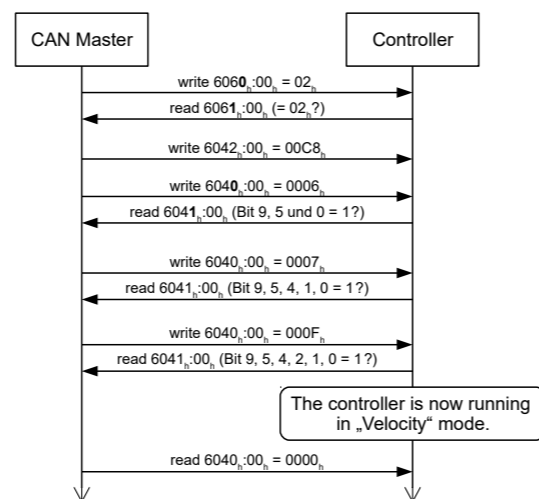 CAN Master
Controller
write 6060ₕ:00ₕ = 02ₕ
read 6061ₕ:00ₕ (= 02ₕ?)
write 6042ₕ:00ₕ = 00C8ₕ
write 6040ₕ:00ₕ = 0006ₕ
read 6041ₕ:00ₕ (Bit 9, 5 und 0 = 1?)
write 6040ₕ:00ₕ = 0007ₕ
read 6041ₕ:00ₕ (Bit 9, 5, 4, 1, 0 = 1?)
write 6040ₕ:00ₕ = 000Fₕ
read 6041ₕ:00ₕ (Bit 9, 5, 4, 2, 1, 0 = 1?)
The controller is now running
in „Velocity“ mode.
read 6040ₕ:00ₕ = 0000ₕ